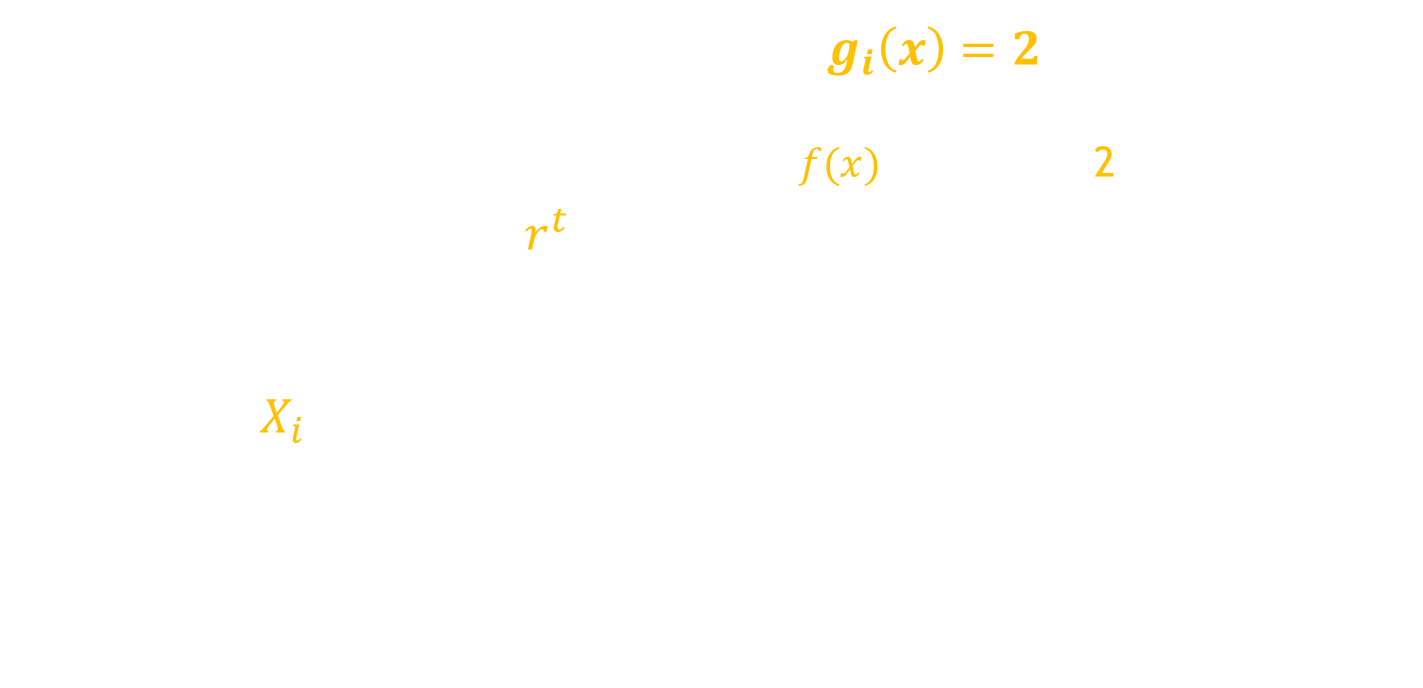 𝒈ᵢ(𝒙) = 𝟐
f(x) 2
rᵗ
Xᵢ